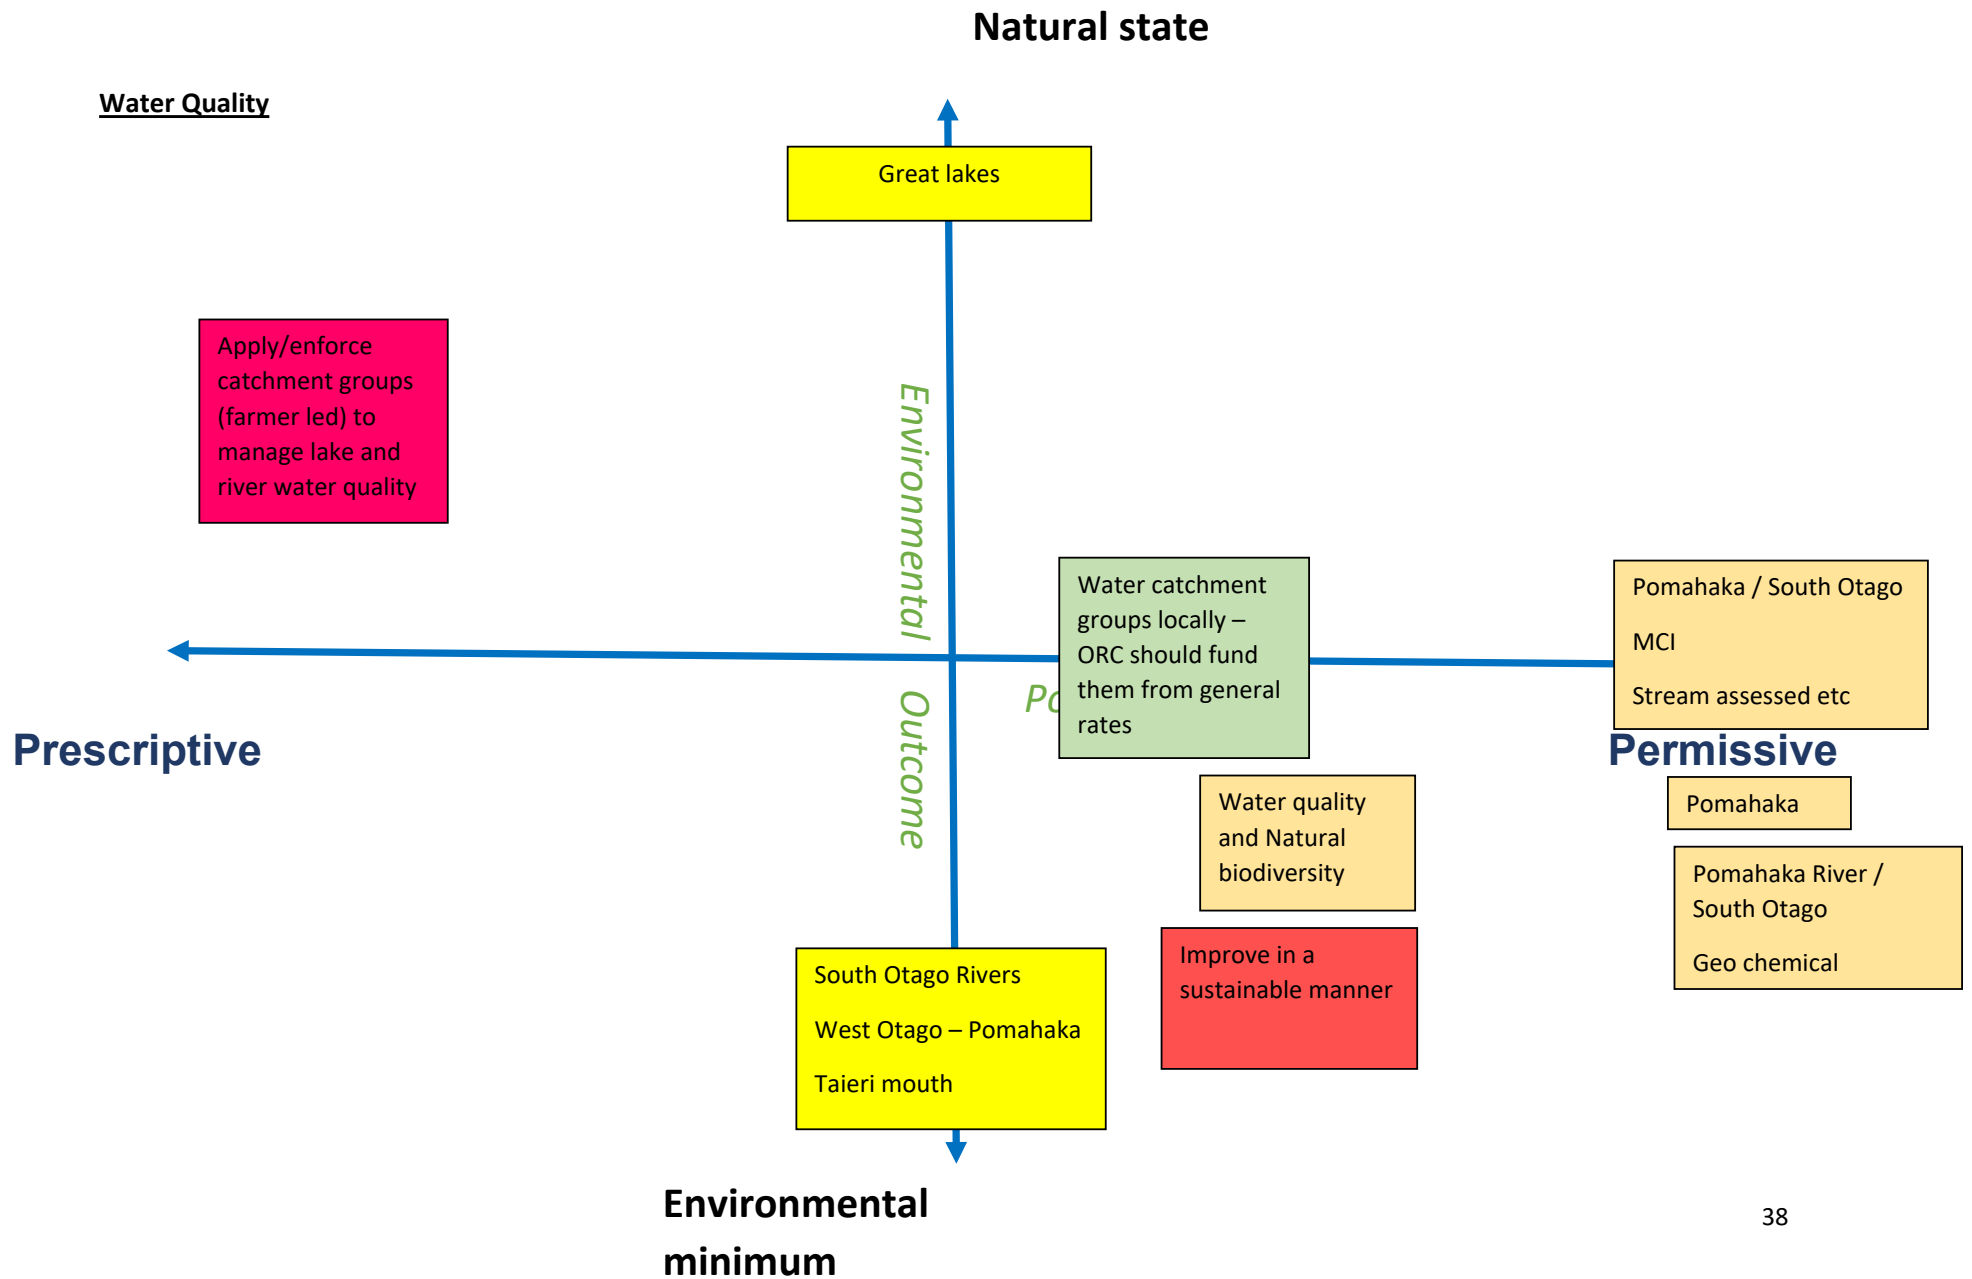 Natural state
Water Quality
Great lakes
Apply/enforce
catchment groups
(farmer led) to
manage lake and
river water quality
Environmental Outcome
Water catchment
groups locally –
ORC should fund
them from general
rates
Pomahaka / South Otago
MCI
Stream assessed etc
Prescriptive
Permissive
Water quality
and Natural
biodiversity
Pomahaka
Pomahaka River /
South Otago
Geo chemical
Improve in a
sustainable manner
South Otago Rivers
West Otago – Pomahaka
Taieri mouth
Environmental
minimum
38